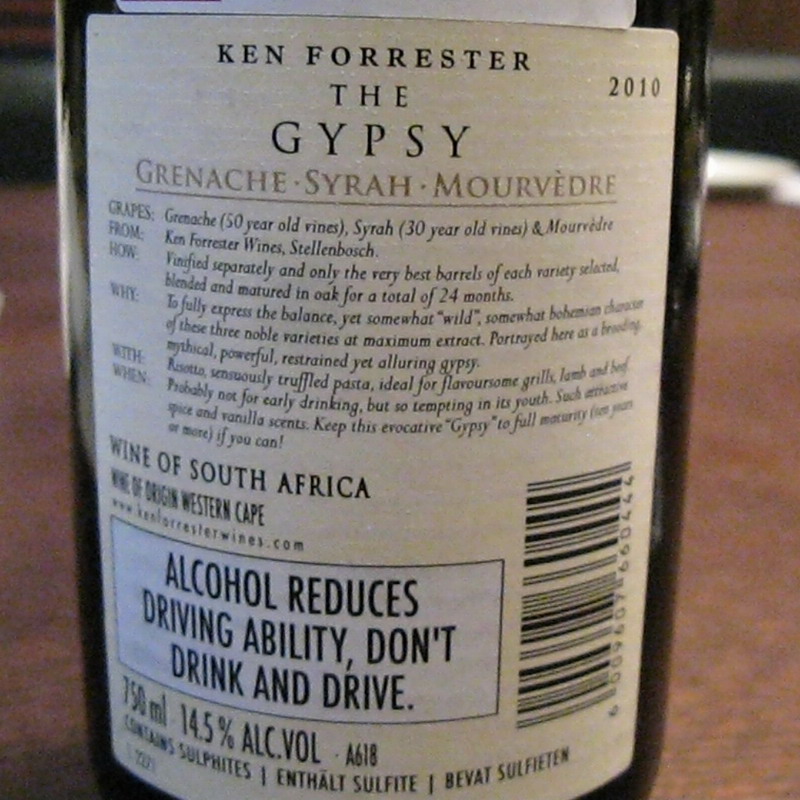 KEN FORRESTER
2010
THE
GYPSY
GRENACHE · SYRAH · MOURVÈDRE
GRAPES: Grenache (50 year old vines), Syrah (30 year old vines) & Mourvèdre
FROM: Ken Forrester Wines, Stellenbosch.
HOW: Vinified separately and only the very best barrels of each variety selected,
blended and matured in oak for a total of 24 months.
WHY: To fully express the balance, yet somewhat "wild", somewhat bohemian character
of these three noble varieties at maximum extract. Portrayed here as a brooding,
mythical, powerful, restrained yet alluring gypsy.
WITH: Risotto, sensuously truffled pasta, ideal for flavoursome grills, lamb and beef.
WHEN: Probably not for early drinking, but so tempting in its youth. Such attractive
spice and vanilla scents. Keep this evocative "Gypsy" to full maturity (ten years
or more) if you can!
WINE OF SOUTH AFRICA
WINE OF ORIGIN WESTERN CAPE
www.kenforresterwines.com
ALCOHOL REDUCES
DRIVING ABILITY, DON'T
DRINK AND DRIVE.
750 ml 14.5 % ALC.VOL · A618
CONTAINS SULPHITES | ENTHÄLT SULFITE | BEVAT SULFIETEN
6 009607 660444